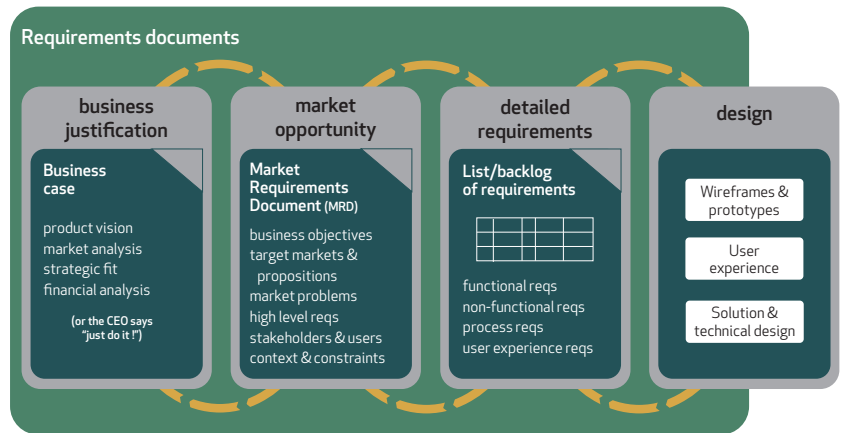 Requirements documents
business
justification
Business
case
product vision
market analysis
strategic fit
financial analysis
(or the CEO says
“just do it !”)
market
opportunity
Market
Requirements
Document (MRD)
business objectives
target markets &
propositions
market problems
high level reqs
stakeholders & users
context & constraints
detailed
requirements
List/backlog
of requirements
functional reqs
non-functional reqs
process reqs
user experience reqs
design
Wireframes &
prototypes
User
experience
Solution &
technical design